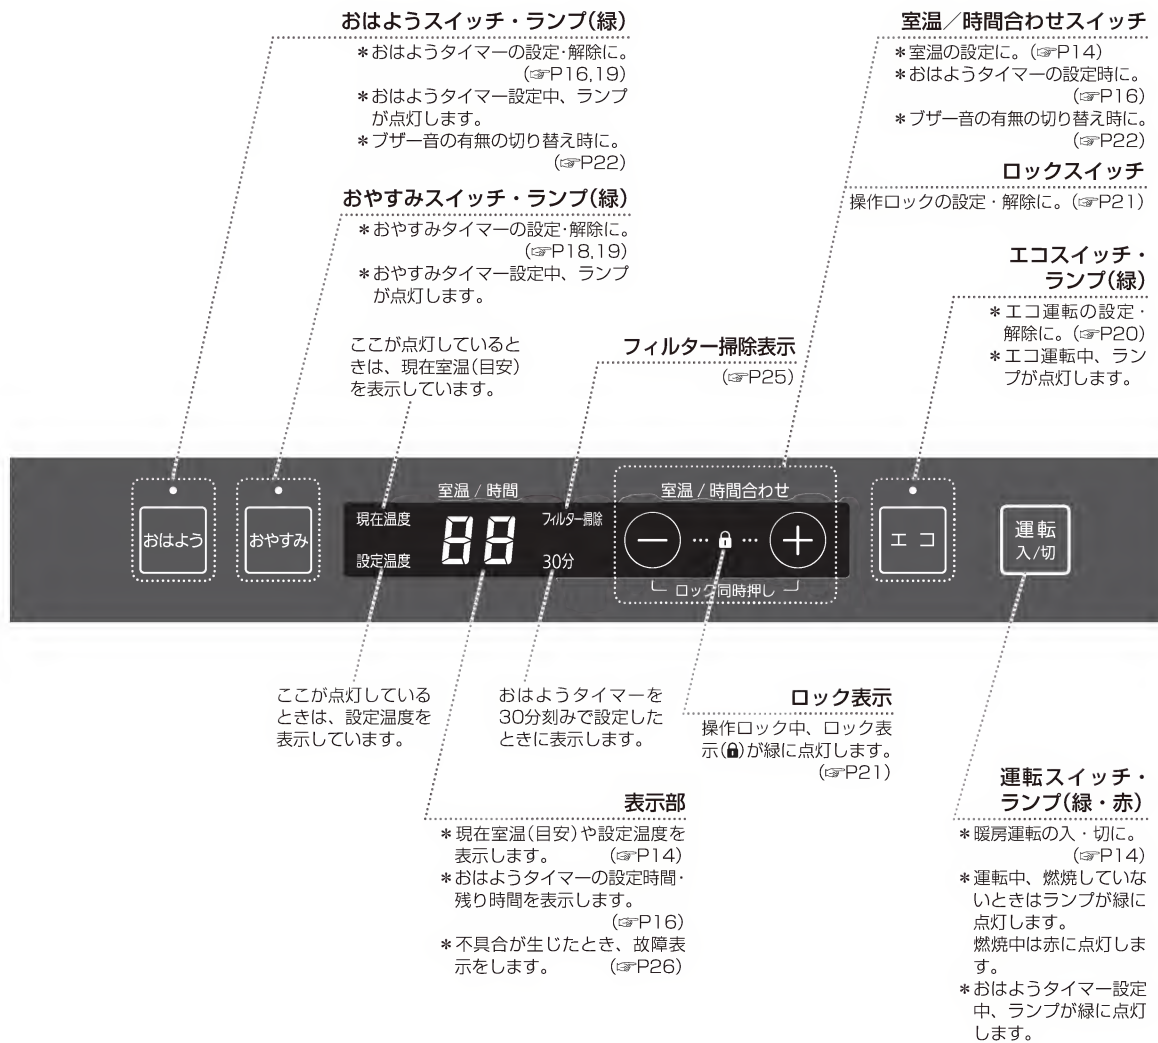 おはようスイッチ・ランプ(緑)
＊おはようタイマーの設定・解除に。
(☞P16,19)
＊おはようタイマー設定中、ランプ
が点灯します。
＊ブザー音の有無の切り替え時に。
(☞P22)
おやすみスイッチ・ランプ(緑)
＊おやすみタイマーの設定・解除に。
(☞P18,19)
＊おやすみタイマー設定中、ランプ
が点灯します。
ここが点灯していると
きは、現在室温(目安)
を表示しています。
フィルター掃除表示
(☞P25)
室温／時間合わせスイッチ
＊室温の設定に。(☞P14)
＊おはようタイマーの設定時に。
(☞P16)
＊ブザー音の有無の切り替え時に。
(☞P22)
ロックスイッチ
操作ロックの設定・解除に。(☞P21)
エコスイッチ・
ランプ(緑)
＊エコ運転の設定・
解除に。(☞P20)
＊エコ運転中、ラン
プが点灯します。
おはよう
おやすみ
室温 / 時間
現在温度
設定温度
88
フィルター掃除
30分
室温 / 時間合わせ
－ … 🔒 … ＋
ロック同時押し
エコ
運転
入/切
ここが点灯している
ときは、設定温度を
表示しています。
おはようタイマーを
30分刻みで設定した
ときに表示します。
ロック表示
操作ロック中、ロック表
示(🔒)が緑に点灯します。
(☞P21)
表示部
＊現在室温(目安)や設定温度を
表示します。 (☞P14)
＊おはようタイマーの設定時間・
残り時間を表示します。
(☞P16)
＊不具合が生じたとき、故障表
示をします。 (☞P26)
運転スイッチ・
ランプ(緑・赤)
＊暖房運転の入・切に。
(☞P14)
＊運転中、燃焼していな
いときはランプが緑に
点灯します。
燃焼中は赤に点灯しま
す。
＊おはようタイマー設定
中、ランプが緑に点灯
します。